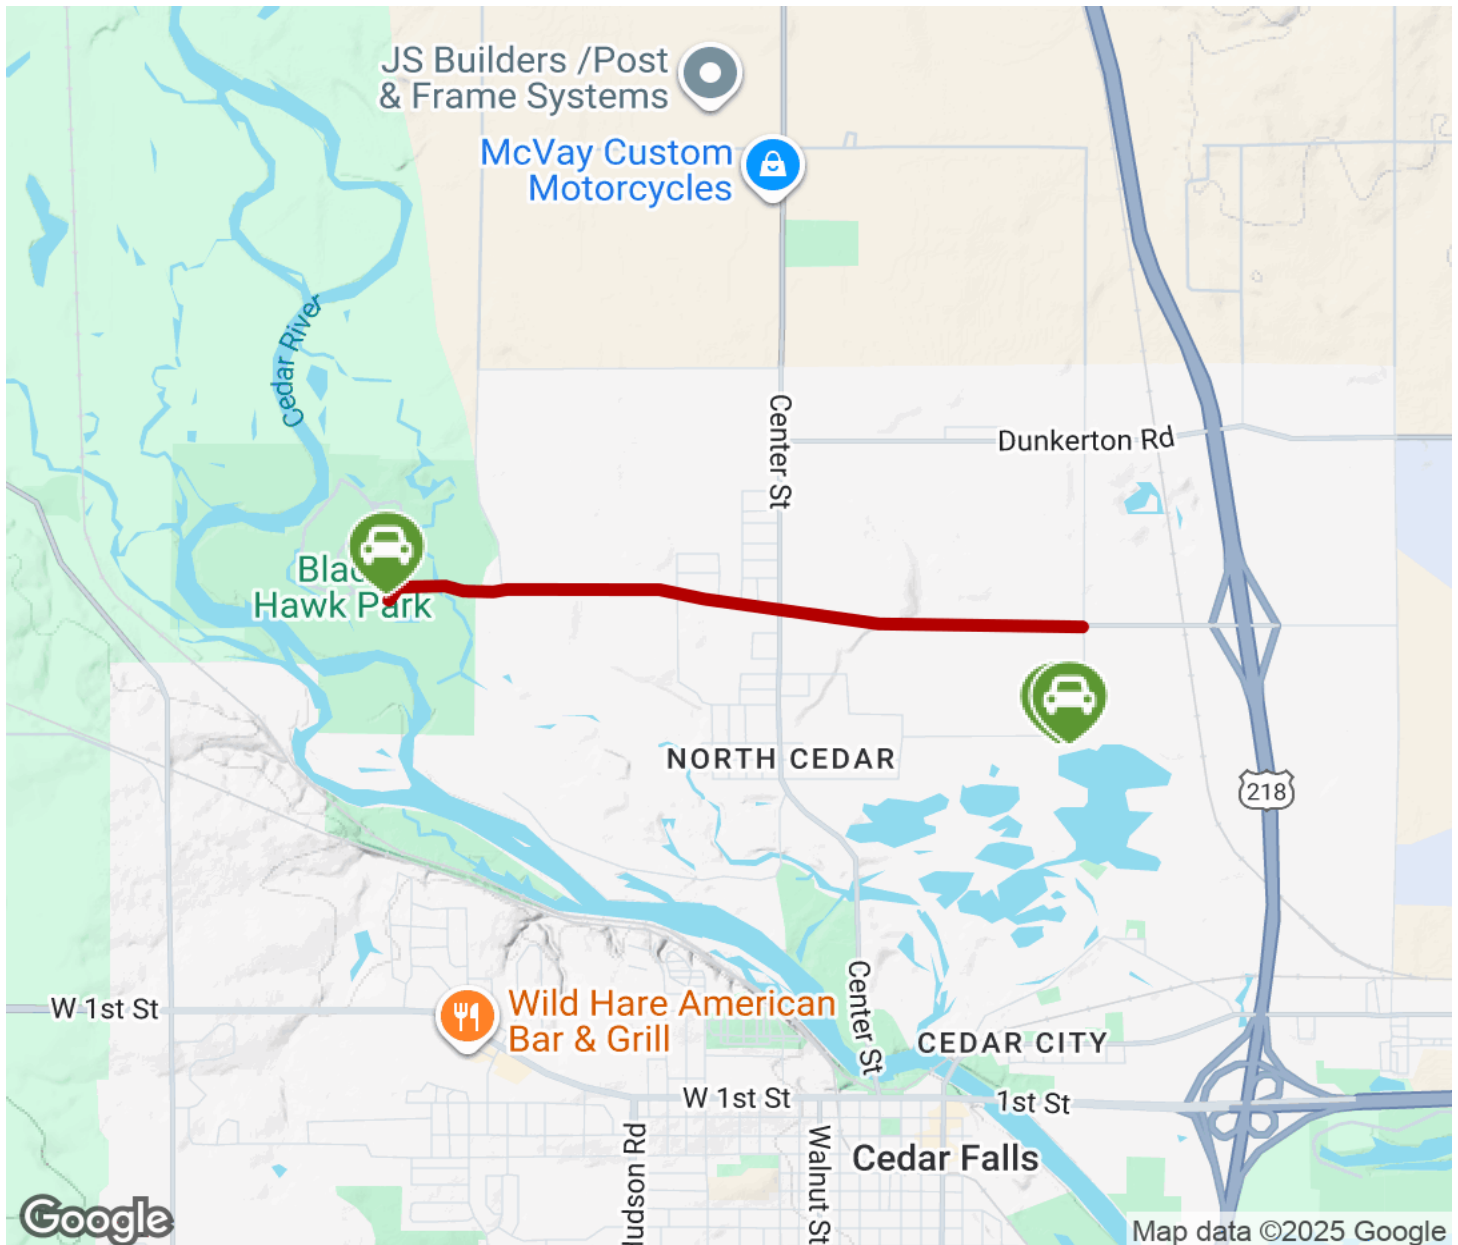 JS Builders /Post
& Frame Systems
McVay Custom
Motorcycles
Cedar River
Center St
Dunkerton Rd
Hawk Park
NORTH CEDAR
218
W 1st St
Wild Hare American
Bar & Grill
Center St
CEDAR CITY
W 1st St
1st St
Hudson Rd
Walnut St
Cedar Falls
Google
Map data ©2025 Google